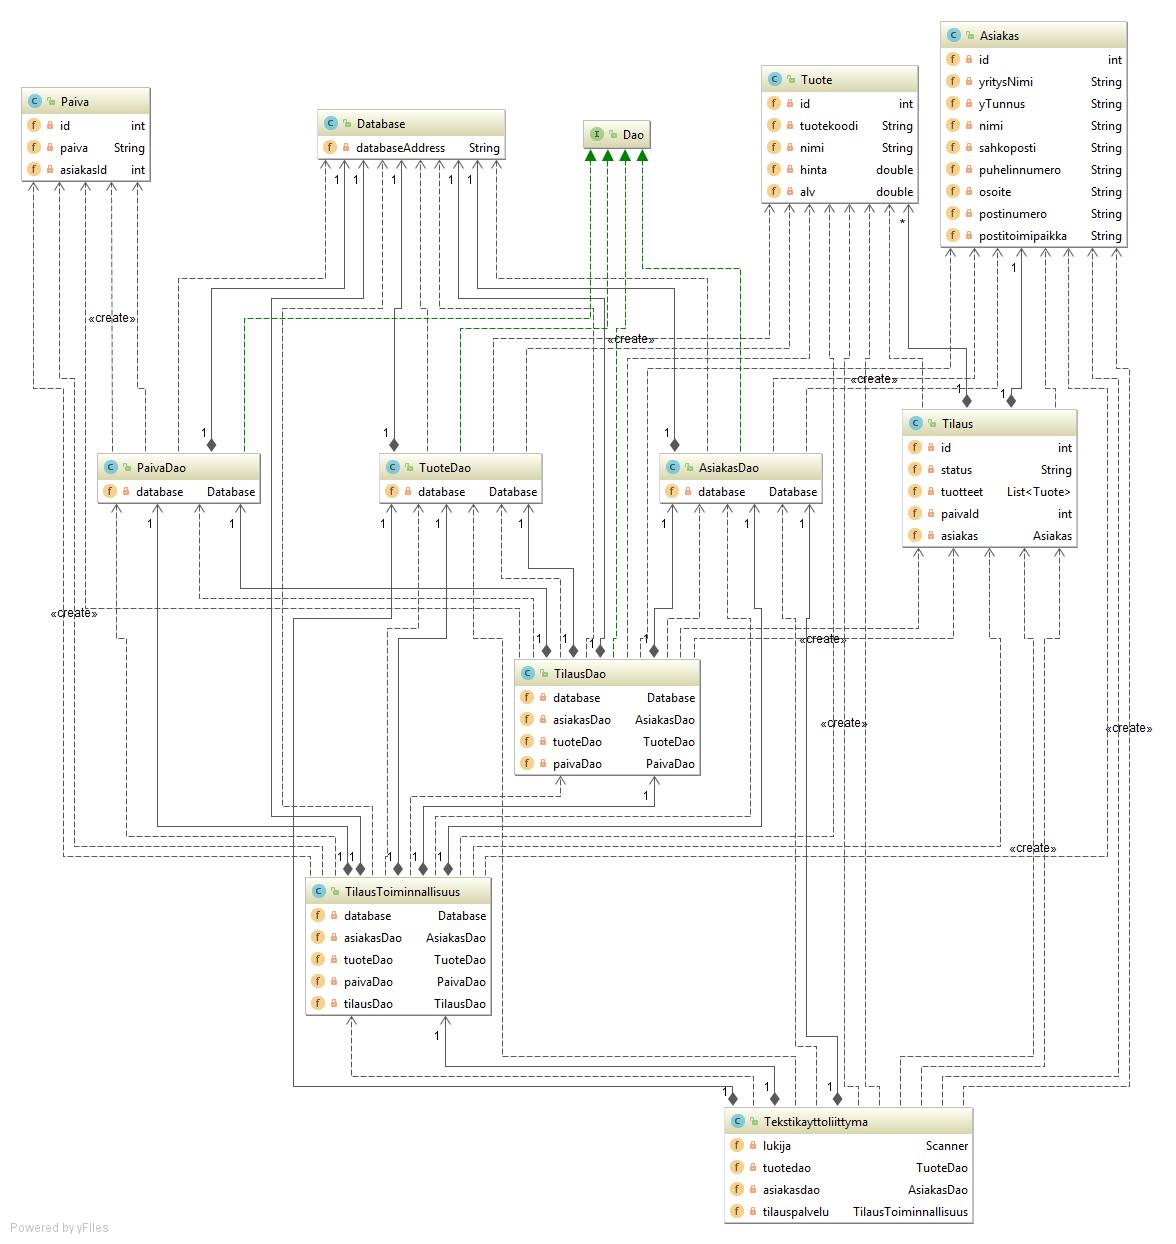 Asiakas
id int
yritysNimi String
yTunnus String
nimi String
sahkoposti String
puhelinnumero String
osoite String
postinumero String
postitoimipaikka String
Tuote
id int
tuotekoodi String
nimi String
hinta double
alv double
Paiva
id int
paiva String
asiakasId int
Database
databaseAddress String
Dao
1
1
1
1
*
1
«create»
«create»
«create»
1
1
1
1
1
PaivaDao
database Database
TuoteDao
database Database
AsiakasDao
database Database
Tilaus
id int
status String
tuotteet List<Tuote>
paivaId int
asiakas Asiakas
1
1
1
1
1
1
1
1
«create»
«create»
1
1
1
1
TilausDao
database Database
asiakasDao AsiakasDao
tuoteDao TuoteDao
paivaDao PaivaDao
«create»
«create»
1
«create»
1
1
1
1
1
TilausToiminnallisuus
database Database
asiakasDao AsiakasDao
tuoteDao TuoteDao
paivaDao PaivaDao
tilausDao TilausDao
1
1
1
1
Tekstikayttoliittyma
lukija Scanner
tuotedao TuoteDao
asiakasdao AsiakasDao
tilauspalvelu TilausToiminnallisuus
Powered by yFiles